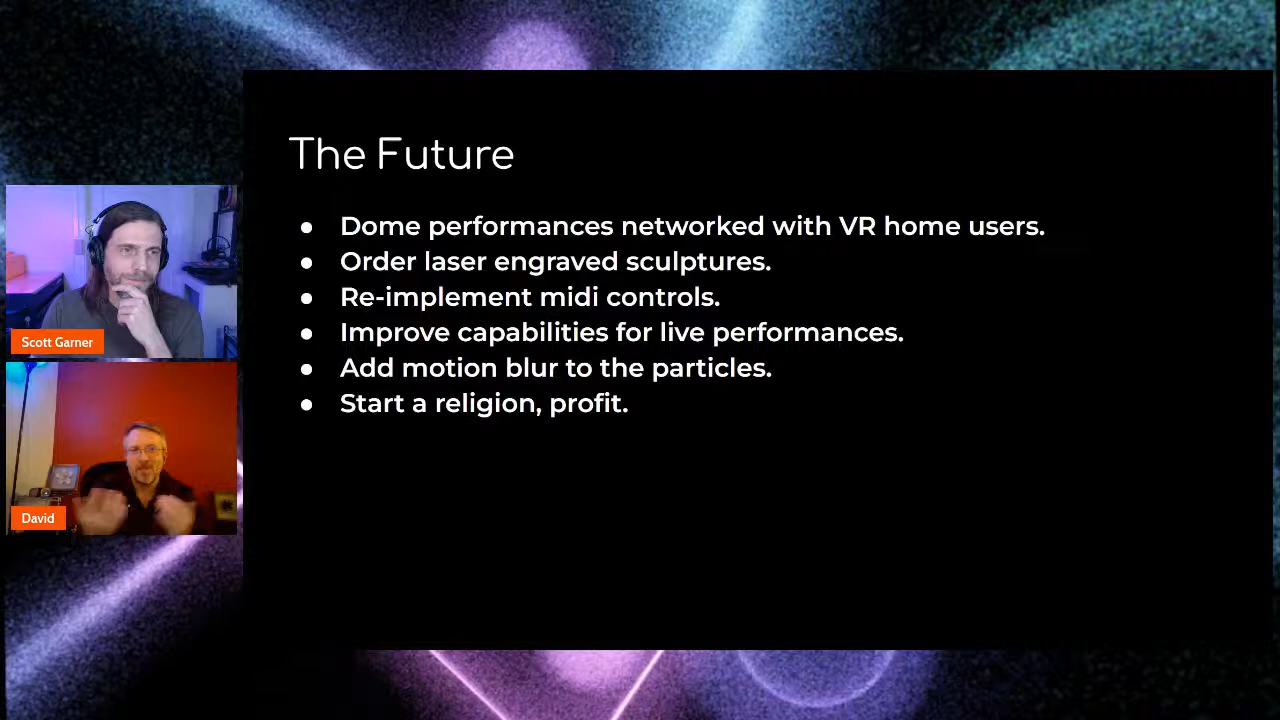 The Future
● Dome performances networked with VR home users.
● Order laser engraved sculptures.
● Re-implement midi controls.
● Improve capabilities for live performances.
● Add motion blur to the particles.
● Start a religion, profit.
Scott Garner
David